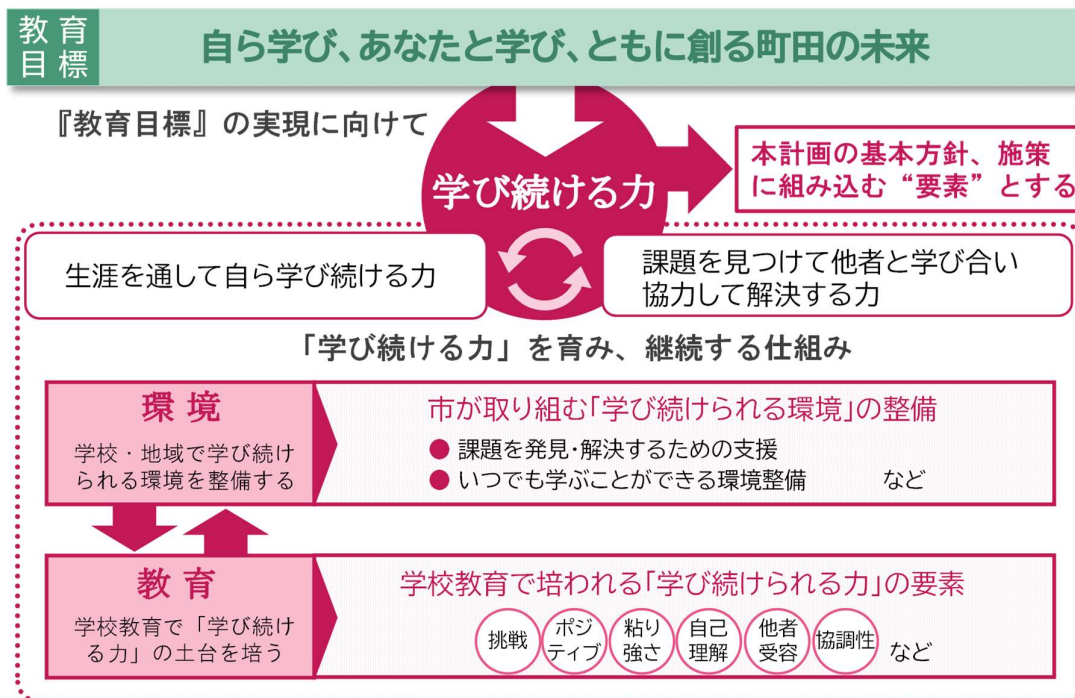 教育
目標
自ら学び、あなたと学び、ともに創る町田の未来
『教育目標』の実現に向けて
学び続ける力
本計画の基本方針、施策
に組み込む“要素”とする
生涯を通して自ら学び続ける力
課題を見つけて他者と学び合い
協力して解決する力
「学び続ける力」を育み、継続する仕組み
環境
学校・地域で学び続け
られる環境を整備する
市が取り組む「学び続けられる環境」の整備
● 課題を発見・解決するための支援
● いつでも学ぶことができる環境整備 など
教育
学校教育で「学び続け
る力」の土台を培う
学校教育で培われる「学び続けられる力」の要素
挑戦
ポジ
ティブ
粘り
強さ
自己
理解
他者
受容
協調性
など